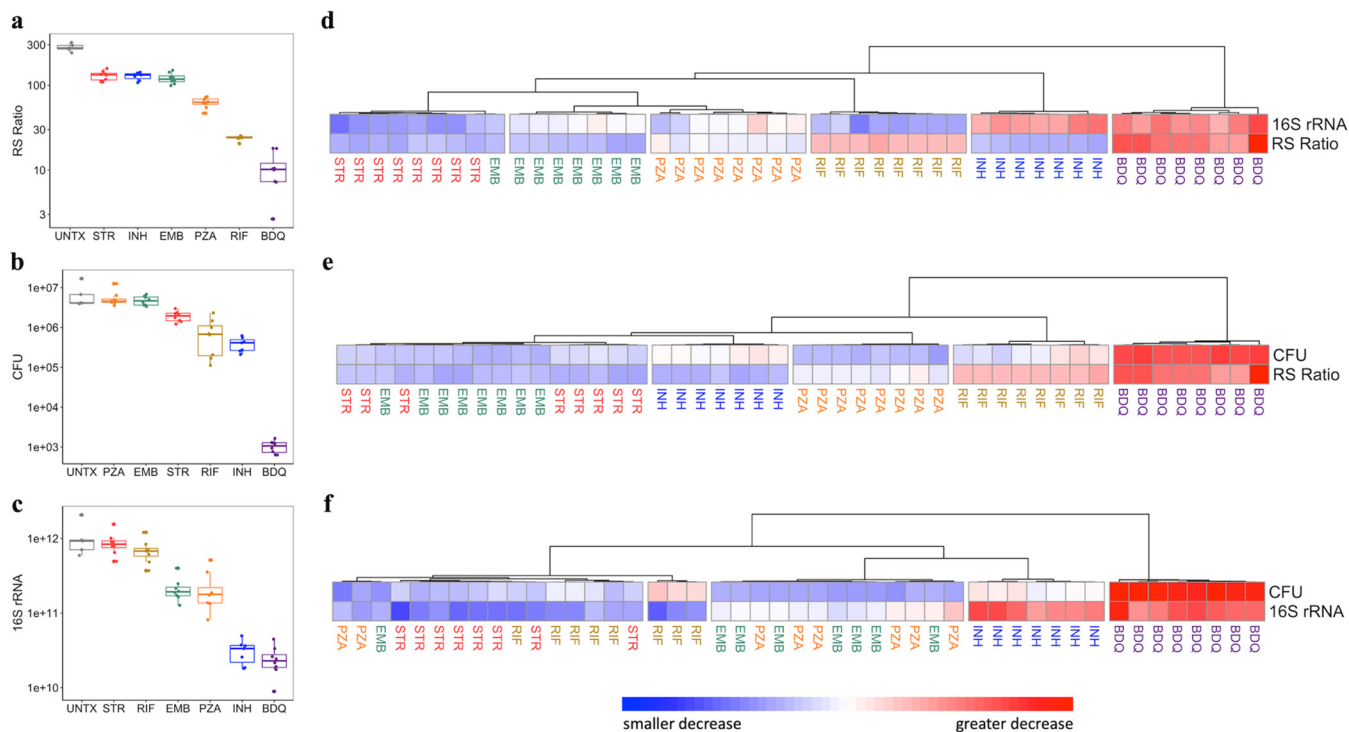 a
RS Ratio
300
100
30
10
3
UNTX STR INH EMB PZA RIF BDQ
b
CFU
1e+07
1e+06
1e+05
1e+04
1e+03
UNTX PZA EMB STR RIF INH BDQ
c
16S rRNA
1e+12
1e+11
1e+10
UNTX STR RIF EMB PZA INH BDQ
d
16S rRNA
RS Ratio
STR STR STR STR STR STR STR STR EMB EMB EMB EMB EMB EMB EMB EMB PZA PZA PZA PZA PZA PZA PZA PZA RIF RIF RIF RIF RIF RIF RIF RIF INH INH INH INH INH INH INH BDQ BDQ BDQ BDQ BDQ BDQ BDQ BDQ
e
CFU
RS Ratio
STR STR EMB STR EMB EMB EMB EMB EMB EMB EMB STR STR STR STR STR INH INH INH INH INH INH INH PZA PZA PZA PZA PZA PZA PZA PZA RIF RIF RIF RIF RIF RIF RIF RIF BDQ BDQ BDQ BDQ BDQ BDQ BDQ BDQ
f
CFU
16S rRNA
PZA PZA EMB STR STR STR STR STR STR RIF STR RIF RIF RIF RIF STR RIF RIF RIF EMB EMB PZA EMB PZA PZA EMB EMB EMB PZA PZA EMB PZA INH INH INH INH INH INH INH BDQ BDQ BDQ BDQ BDQ BDQ BDQ BDQ
smaller decrease
greater decrease